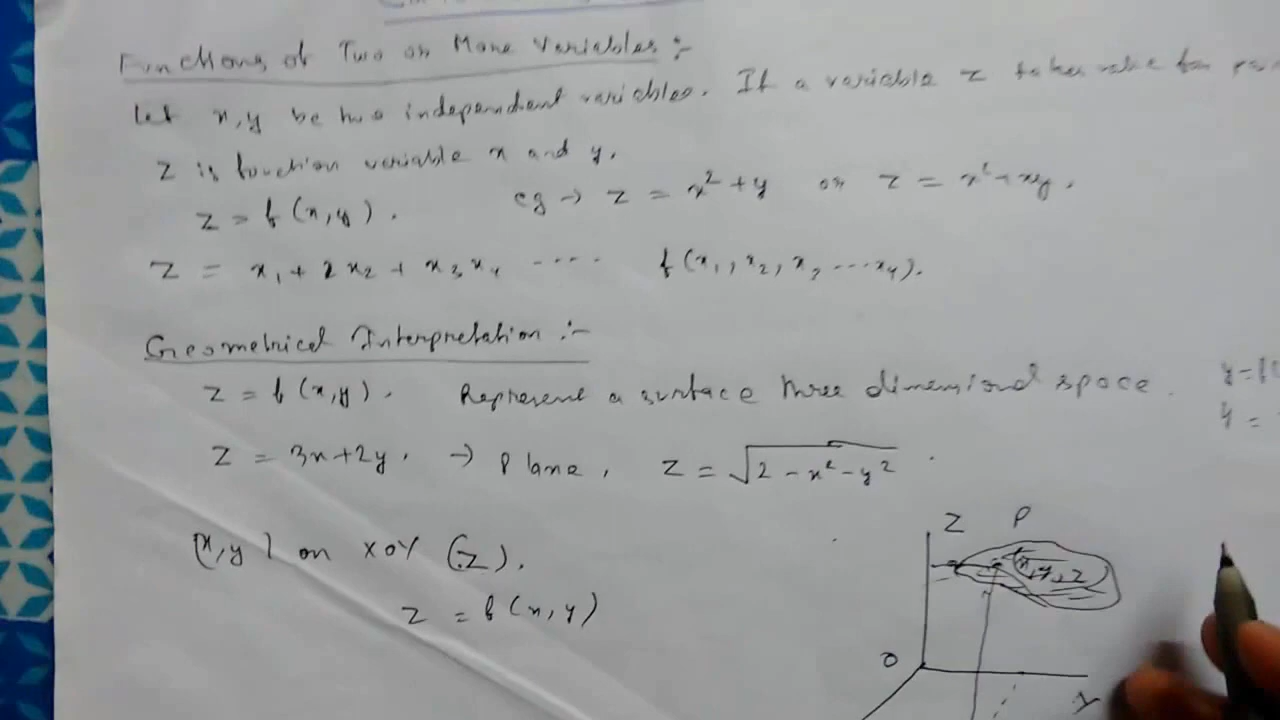 Functions of Two or More Variables :-
Let x, y be two independent variables. If a variable z takes value for
z is function variable x and y.
z = f (x, y). eg → z = x² + y or z = x² - xy.
z = x₁ + 2x₂ + x₃ x₄ ---- f (x₁, x₂, x₃ --- x₄).
Geometrical Interpretation :-
z = f (x, y). Represent a surface three dimensional space.
y =
z = 3x + 2y. → Plane, z = √2 - x² - y².
(x, y) on XOY (z).
z = f (x, y)
Z P
(x, y, z)
O
Y